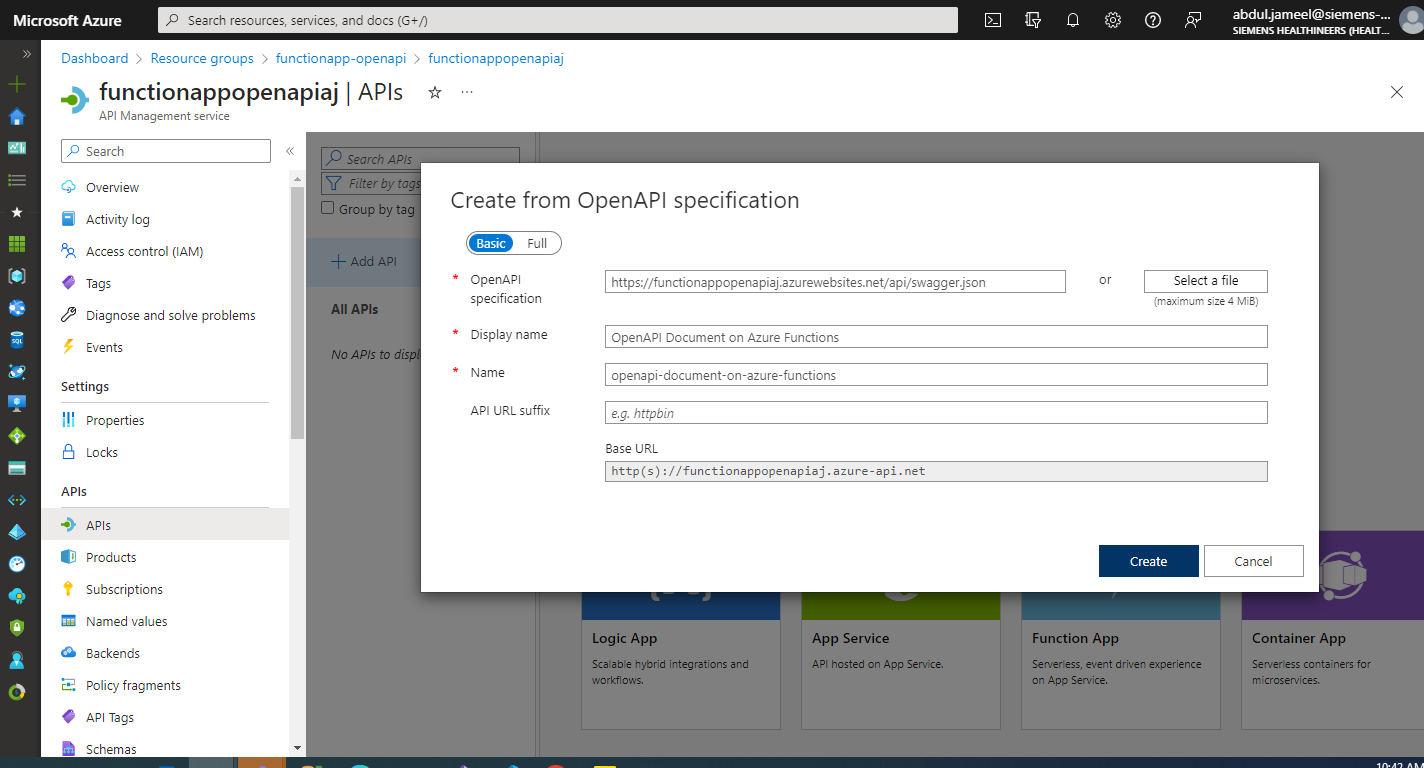 Microsoft Azure
Search resources, services, and docs (G+/)
abdul.jameel@siemens-...
SIEMENS HEALTHINEERS (HEALT...
Dashboard > Resource groups > functionapp-openapi > functionappopenapiaj
functionappopenapiaj | APIs
API Management service
Search
Overview
Activity log
Access control (IAM)
Tags
Diagnose and solve problems
Events
Settings
Properties
Locks
APIs
APIs
Products
Subscriptions
Named values
Backends
Policy fragments
API Tags
Schemas
Search APIs
Filter by tags
Group by tag
+ Add API
All APIs
No APIs to displ
Create from OpenAPI specification
Basic Full
* OpenAPI specification
https://functionappopenapiaj.azurewebsites.net/api/swagger.json
or
Select a file
(maximum size 4 MiB)
* Display name
OpenAPI Document on Azure Functions
* Name
openapi-document-on-azure-functions
API URL suffix
e.g. httpbin
Base URL
http(s)://functionappopenapiaj.azure-api.net
Create
Cancel
Logic App
Scalable hybrid integrations and
workflows.
App Service
API hosted on App Service.
Function App
Serverless, event driven experience
on App Service.
Container App
Serverless containers for
microservices.
SQL
10:42 AM